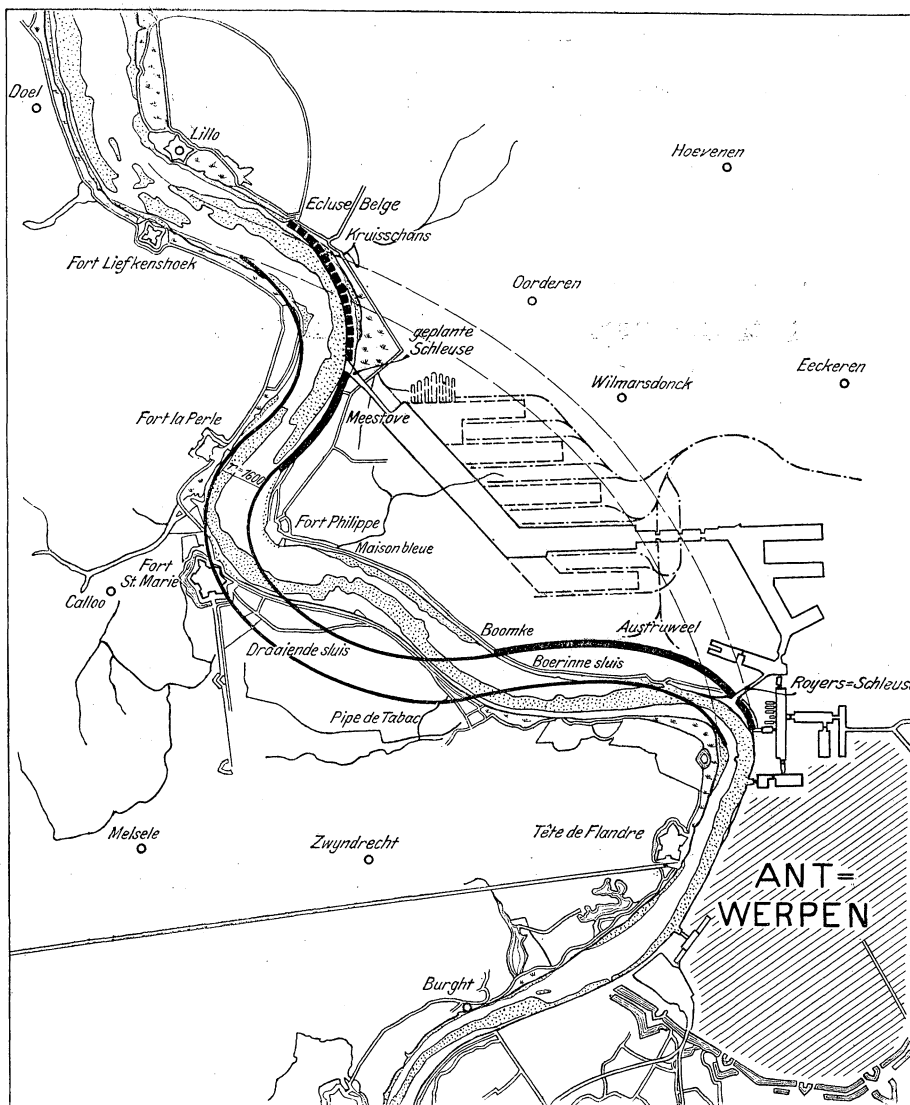 Doel
Lillo
Hoevenen
Ecluse Belge
Kruisschans
Fort Liefkenshoek
Oorderen
geplante
Schleuse
Eeckeren
Wilmarsdonck
Meestove
Fort la Perle
r=1600
Fort Philippe
Maison bleue
Fort
St. Marie
Calloo
Boomke
Austruweel
Draaiende sluis
Boerinne sluis
Royers=Schleus
Pipe de Tabac
Melsele
Zwyndrecht
Tête de Flandre
ANT=
WERPEN
Burght